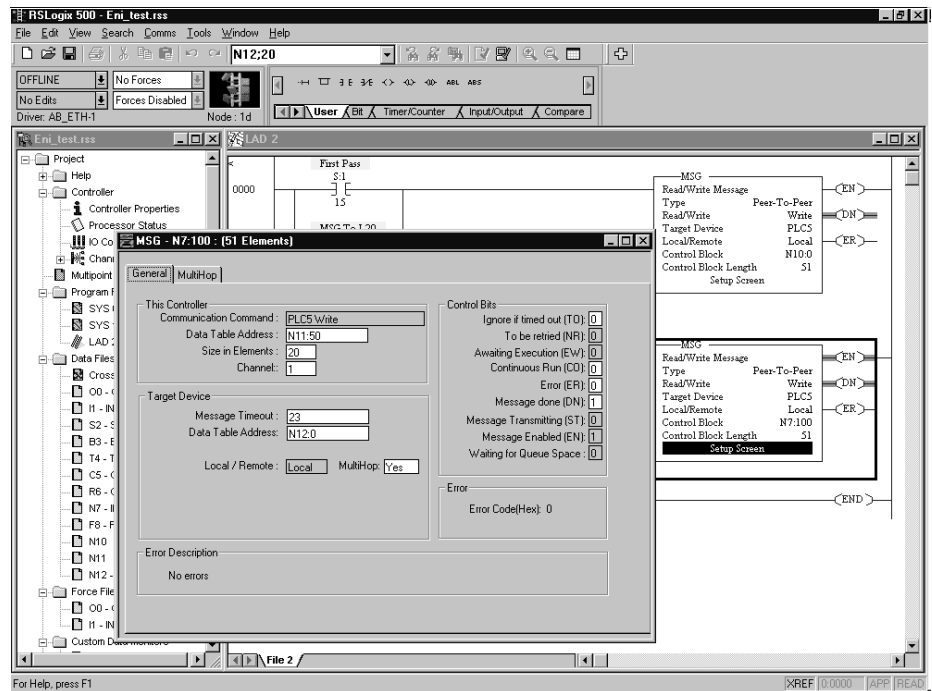 RSLogix 500 - Eni_test.rss
File Edit View Search Comms Tools Window Help
N12;20
OFFLINE No Forces
No Edits Forces Disabled
Driver: AB_ETH-1 Node : 1d
ABL ABS
User Bit Timer/Counter Input/Output Compare
Eni_test.rss
LAD 2
Project
Help
Controller
Controller Properties
Processor Status
IO Co
Chann
Multipoint
Program F
SYS
SYS
LAD 2
Data Files
Cross
O0 - 
I1 - IN
S2 - S
B3 - B
T4 - T
C5 - C
R6 - C
N7 - I
F8 - F
N10
N11
N12 -
Force File
O0 - 
I1 - IN
Custom Data Monitors
0000
First Pass
S:1
15
MSG To L20
MSG
Read/Write Message
Type Peer-To-Peer
Read/Write Write
Target Device PLC5
Local/Remote Local
Control Block N10:0
Control Block Length 51
Setup Screen
EN
DN
ER
MSG
Read/Write Message
Type Peer-To-Peer
Read/Write Write
Target Device PLC5
Local/Remote Local
Control Block N7:100
Control Block Length 51
Setup Screen
EN
DN
ER
END
MSG - N7:100 : (51 Elements)
General MultiHop
This Controller
Communication Command : PLC5 Write
Data Table Address : N11:50
Size in Elements : 20
Channel: : 1
Target Device
Message Timeout : 23
Data Table Address: N12:0
Local / Remote : Local MultiHop: Yes
Control Bits
Ignore if timed out (TO): 0
To be retried (NR): 0
Awaiting Execution (EW): 0
Continuous Run (CO): 0
Error (ER): 0
Message done (DN): 1
Message Transmitting (ST): 0
Message Enabled (EN): 1
Waiting for Queue Space : 0
Error
Error Code(Hex): 0
Error Description
No errors
File 2
For Help, press F1
XREF 0:0000 APP READ